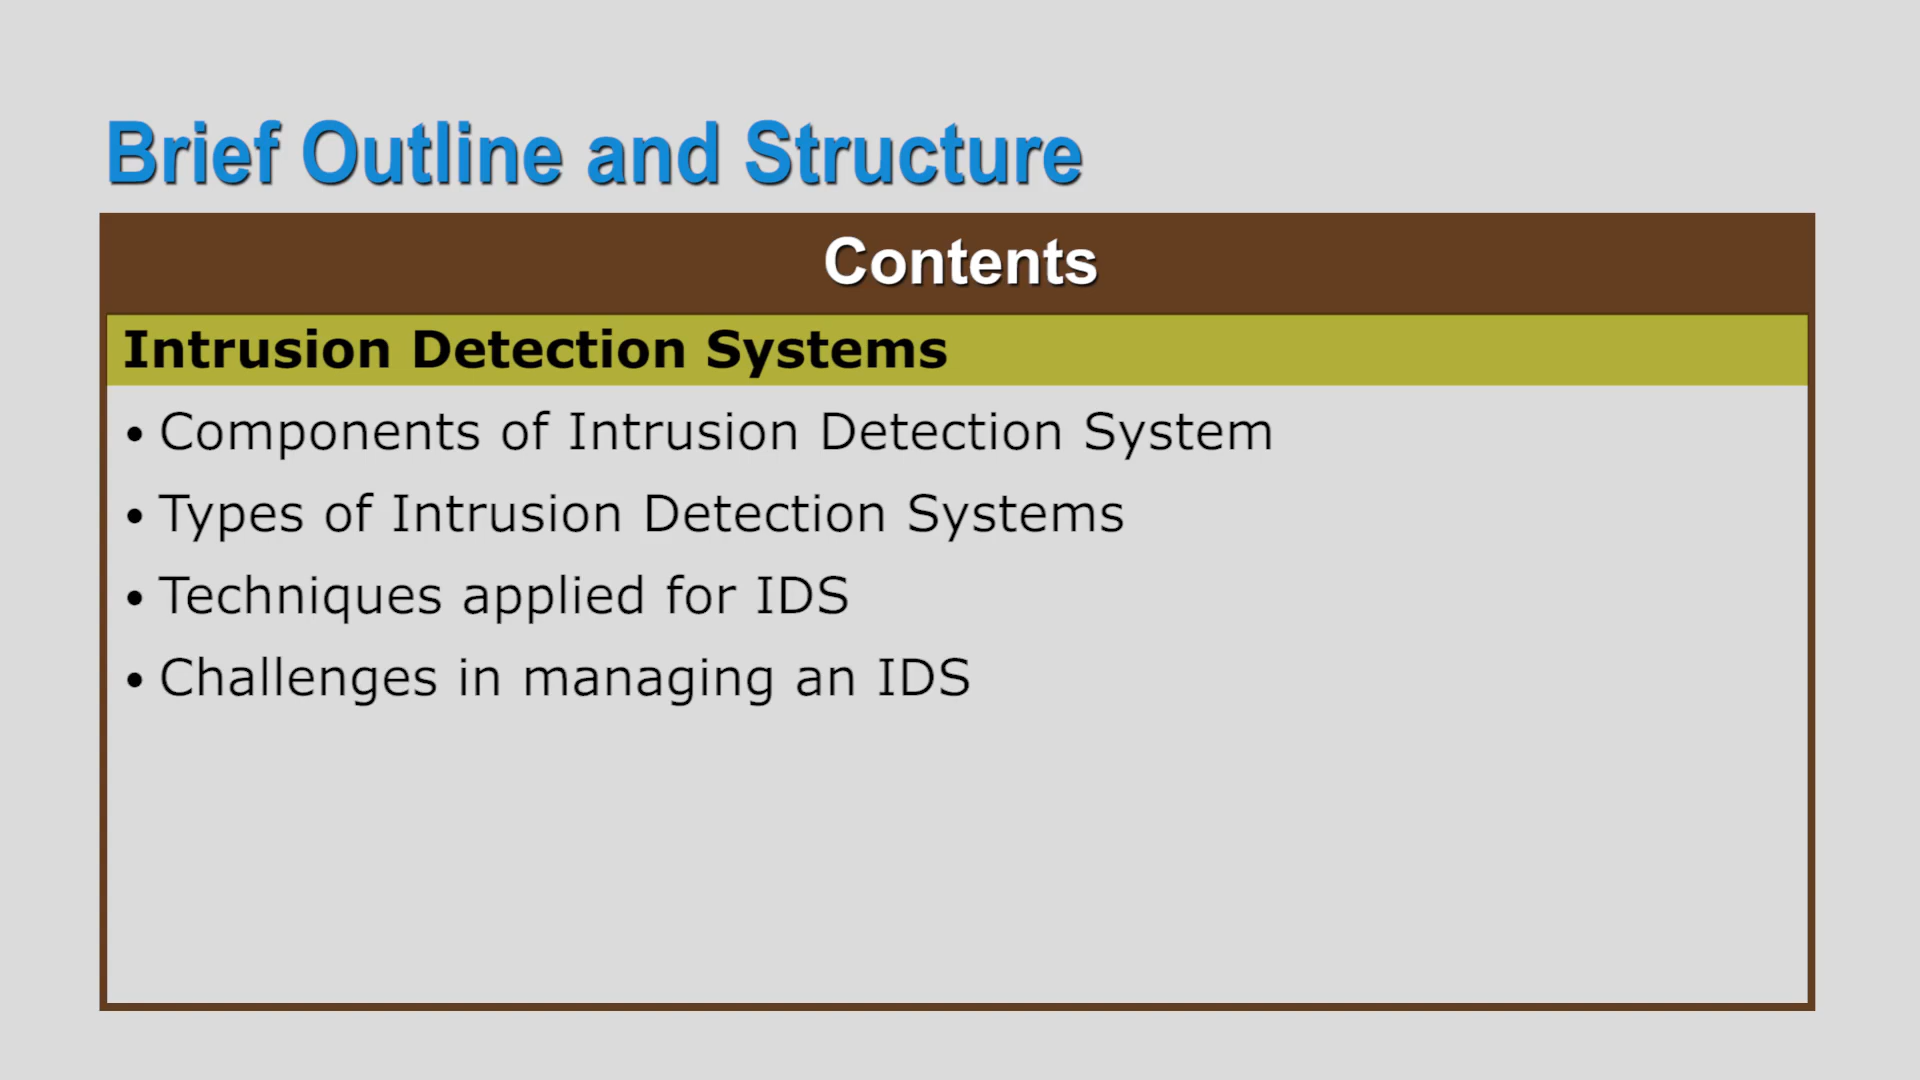 Brief Outline and Structure
Contents
Intrusion Detection Systems
• Components of Intrusion Detection System
• Types of Intrusion Detection Systems
• Techniques applied for IDS
• Challenges in managing an IDS